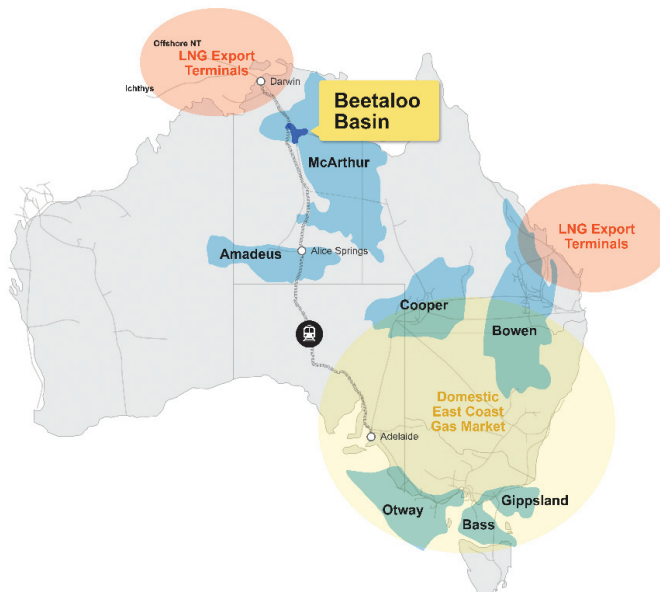 Offshore NT
LNG Export
Terminals
Ichthys
Darwin
Beetaloo
Basin
McArthur
LNG Export
Terminals
Amadeus
Alice Springs
Cooper
Bowen
Domestic
East Coast
Gas Market
Adelaide
Otway
Gippsland
Bass